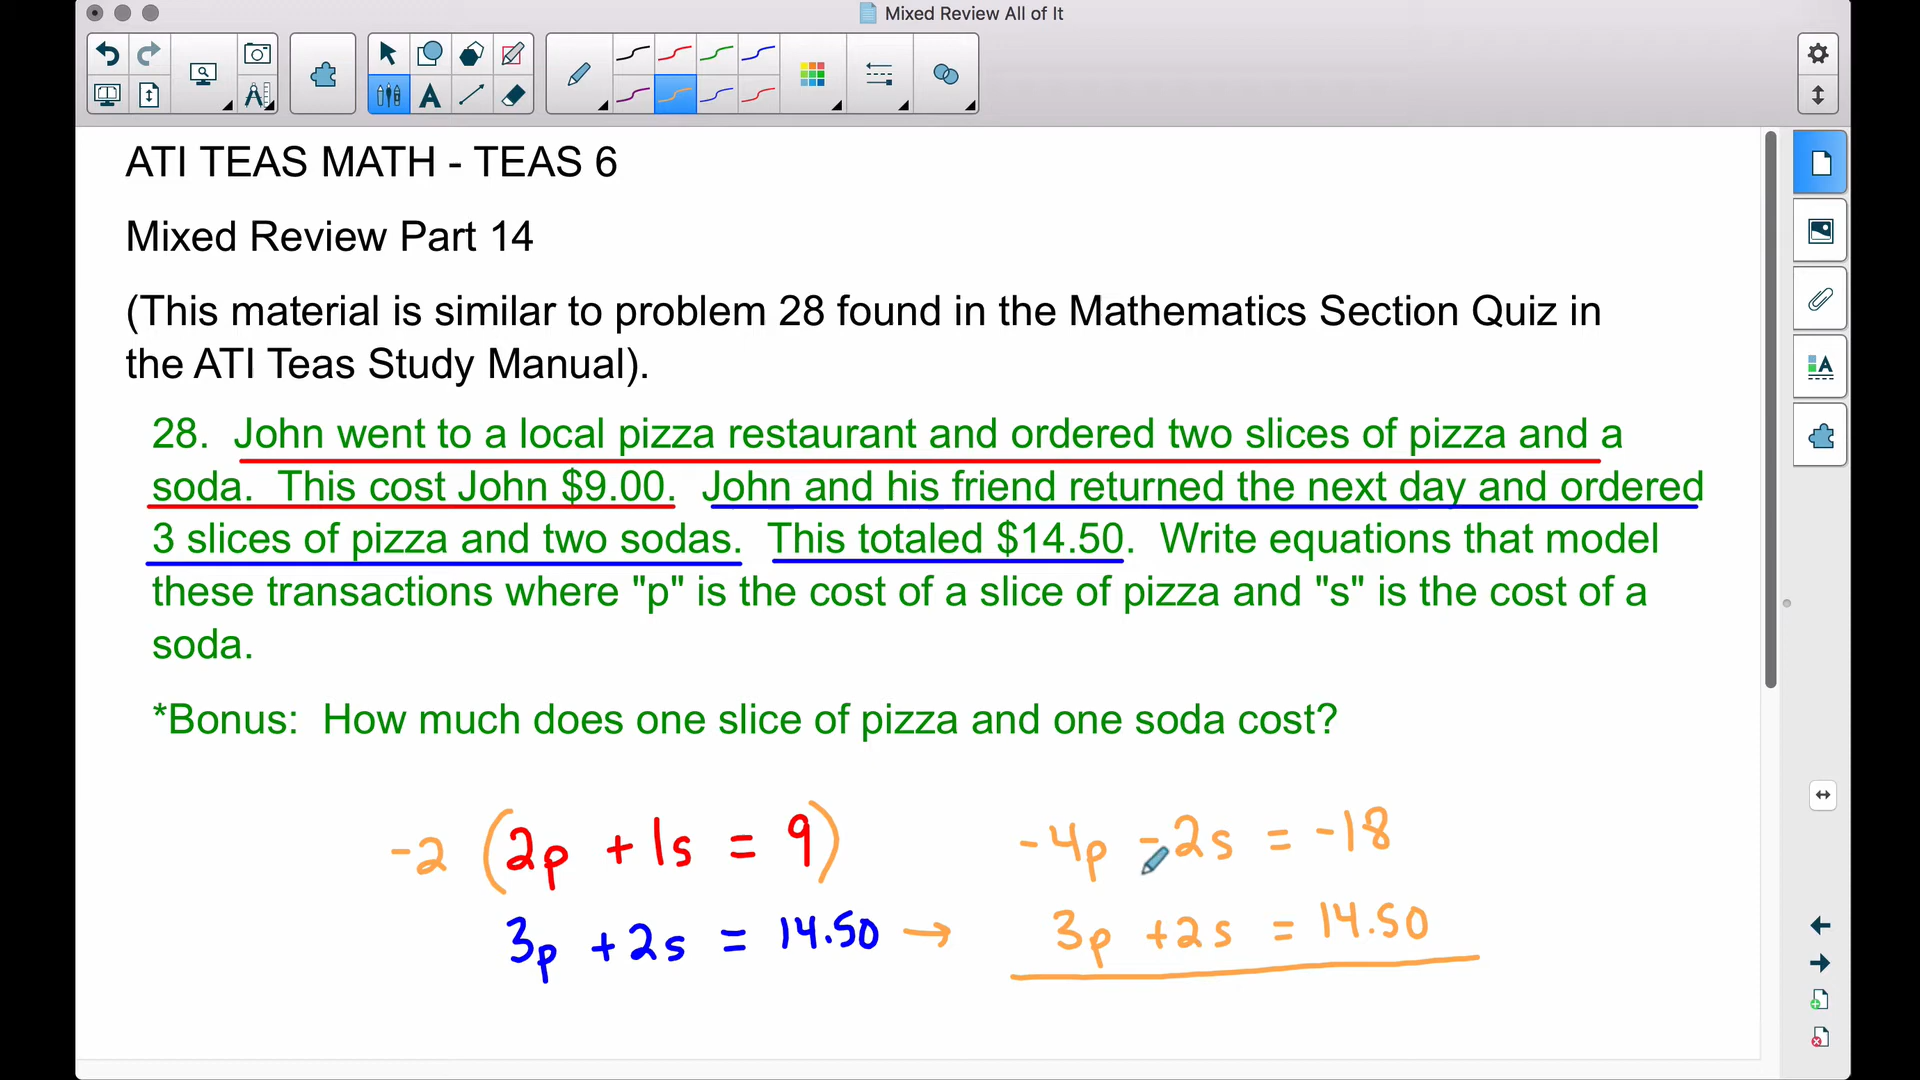 Mixed Review All of It
ATI TEAS MATH - TEAS 6
Mixed Review Part 14
(This material is similar to problem 28 found in the Mathematics Section Quiz in
the ATI Teas Study Manual).
28. John went to a local pizza restaurant and ordered two slices of pizza and a
soda. This cost John $9.00. John and his friend returned the next day and ordered
3 slices of pizza and two sodas. This totaled $14.50. Write equations that model
these transactions where "p" is the cost of a slice of pizza and "s" is the cost of a
soda.
*Bonus: How much does one slice of pizza and one soda cost?
-2 (2p + 1s = 9) -4p -2s = -18
3p + 2s = 14.50 → 3p + 2s = 14.50